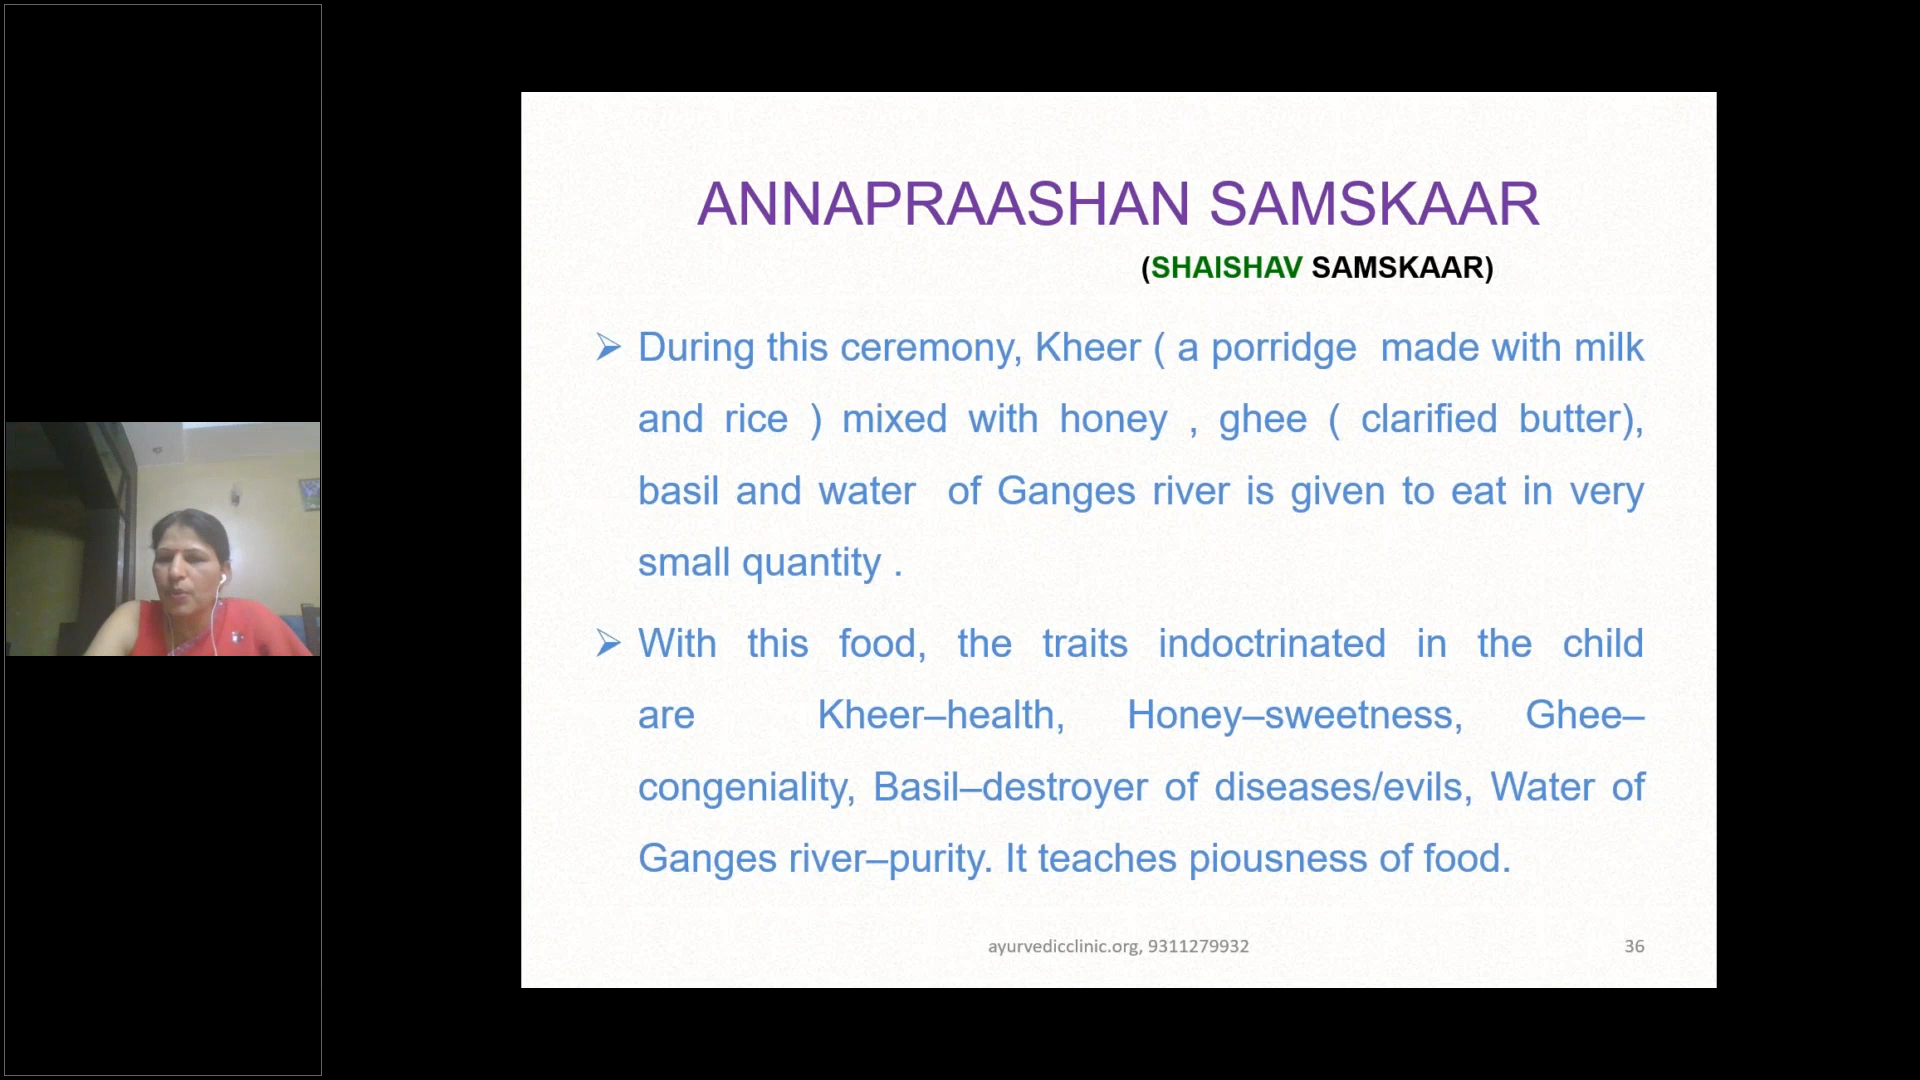 ANNAPRAASHAN SAMSKAAR
(SHAISHAV SAMSKAAR)
➢ During this ceremony, Kheer ( a porridge  made with milk
and rice ) mixed with honey , ghee ( clarified butter),
basil and water  of Ganges river is given to eat in very
small quantity .
➢ With this food, the traits indoctrinated in the child
are Kheer–health, Honey–sweetness, Ghee–
congeniality, Basil–destroyer of diseases/evils, Water of
Ganges river–purity. It teaches piousness of food.
ayurvedicclinic.org, 9311279932
36